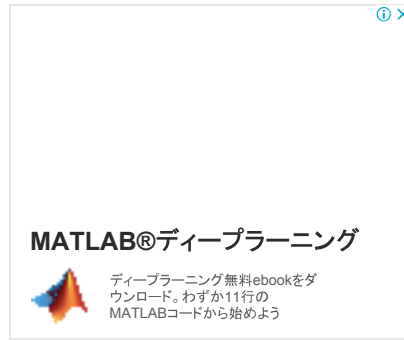 MATLAB®ディープラーニング
ディープラーニング無料ebookをダ
ウンロード。わずか11行の
MATLABコードから始めよう